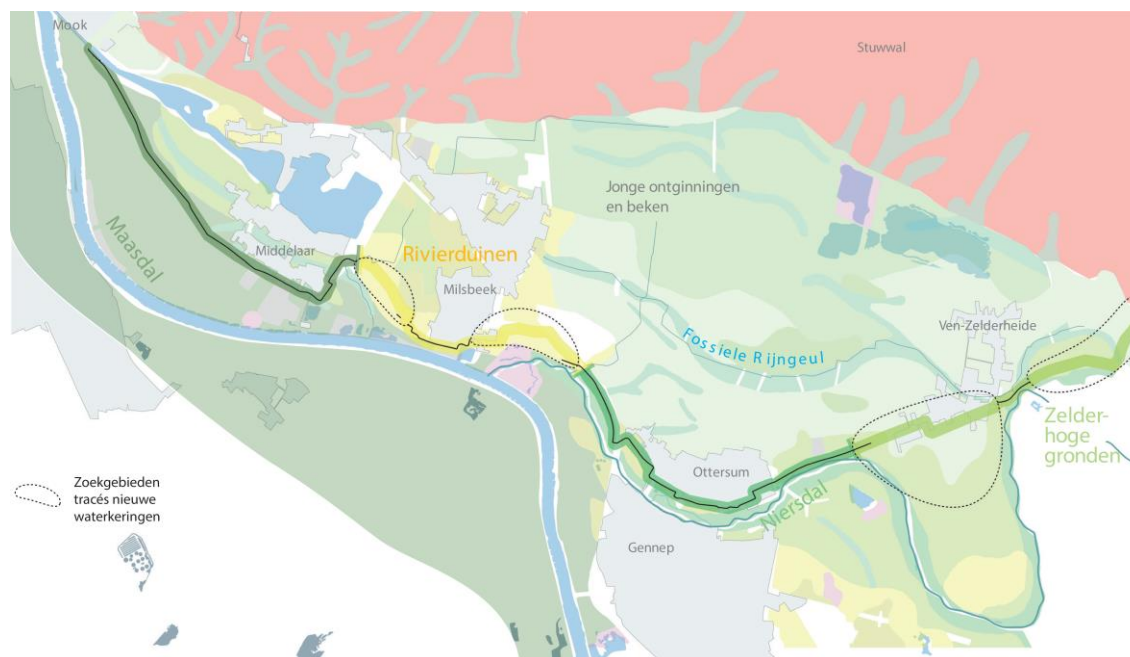 Mook
Stuwwal
Jonge ontginningen
en beken
Maasdal
Middelaar
Rivierduinen
Milsbeek
Ven-Zelderheide
Fossiele Rijngeul
Zelder-
hoge
gronden
Ottersum
Niersdal
Gennep
Zoekgebieden
tracés nieuwe
waterkeringen